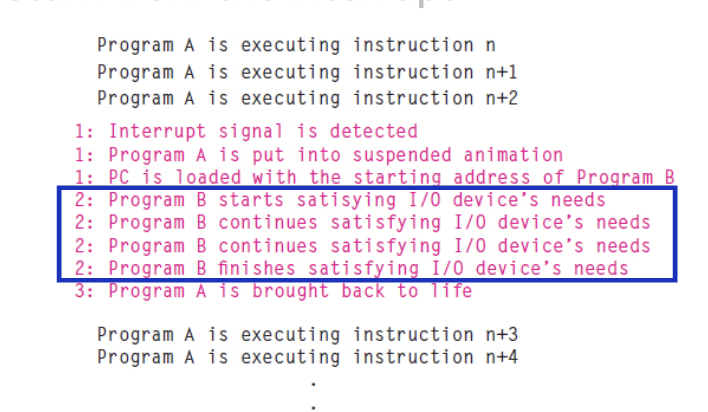 Program A is executing instruction n
Program A is executing instruction n+1
Program A is executing instruction n+2
1: Interrupt signal is detected
1: Program A is put into suspended animation
1: PC is loaded with the starting address of Program B
2: Program B starts satisying I/O device's needs
2: Program B continues satisfying I/O device's needs
2: Program B continues satisfying I/O device's needs
2: Program B finishes satisfying I/O device's needs
3: Program A is brought back to life
Program A is executing instruction n+3
Program A is executing instruction n+4
.
.